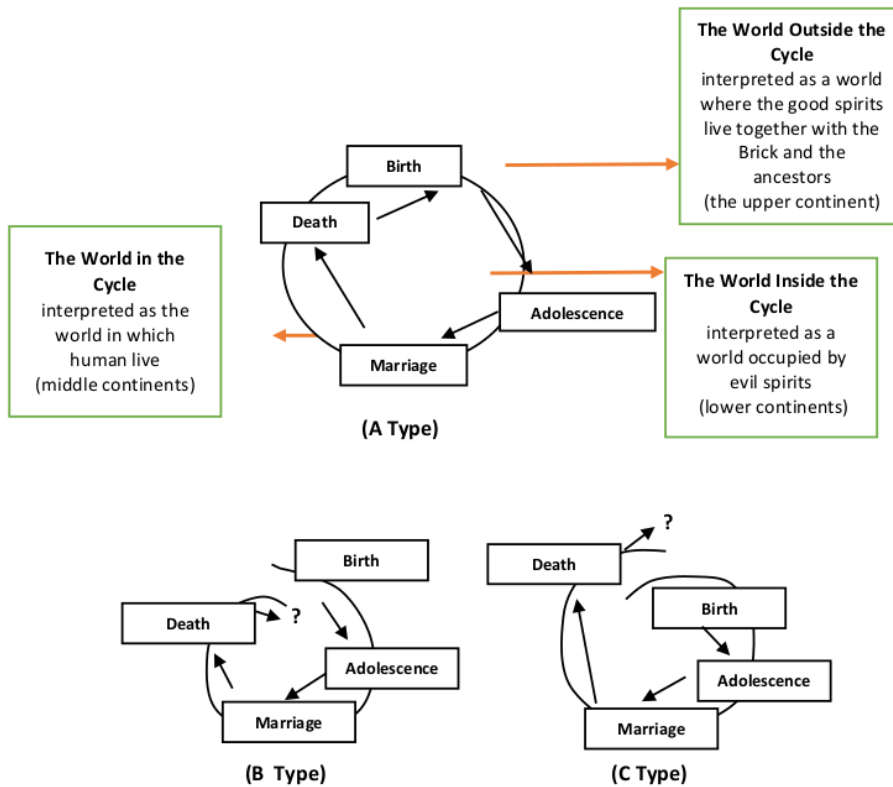 The World Outside the
Cycle
interpreted as a world
where the good spirits
live together with the
Brick and the
ancestors
(the upper continent)
Birth
Death
The World in the
Cycle
interpreted as the
world in which
human live
(middle continents)
The World Inside the
Cycle
interpreted as a
world occupied by
evil spirits
(lower continents)
Adolescence
Marriage
(A Type)
Birth
Death
?
Adolescence
Marriage
(B Type)
?
Death
Birth
Adolescence
Marriage
(C Type)